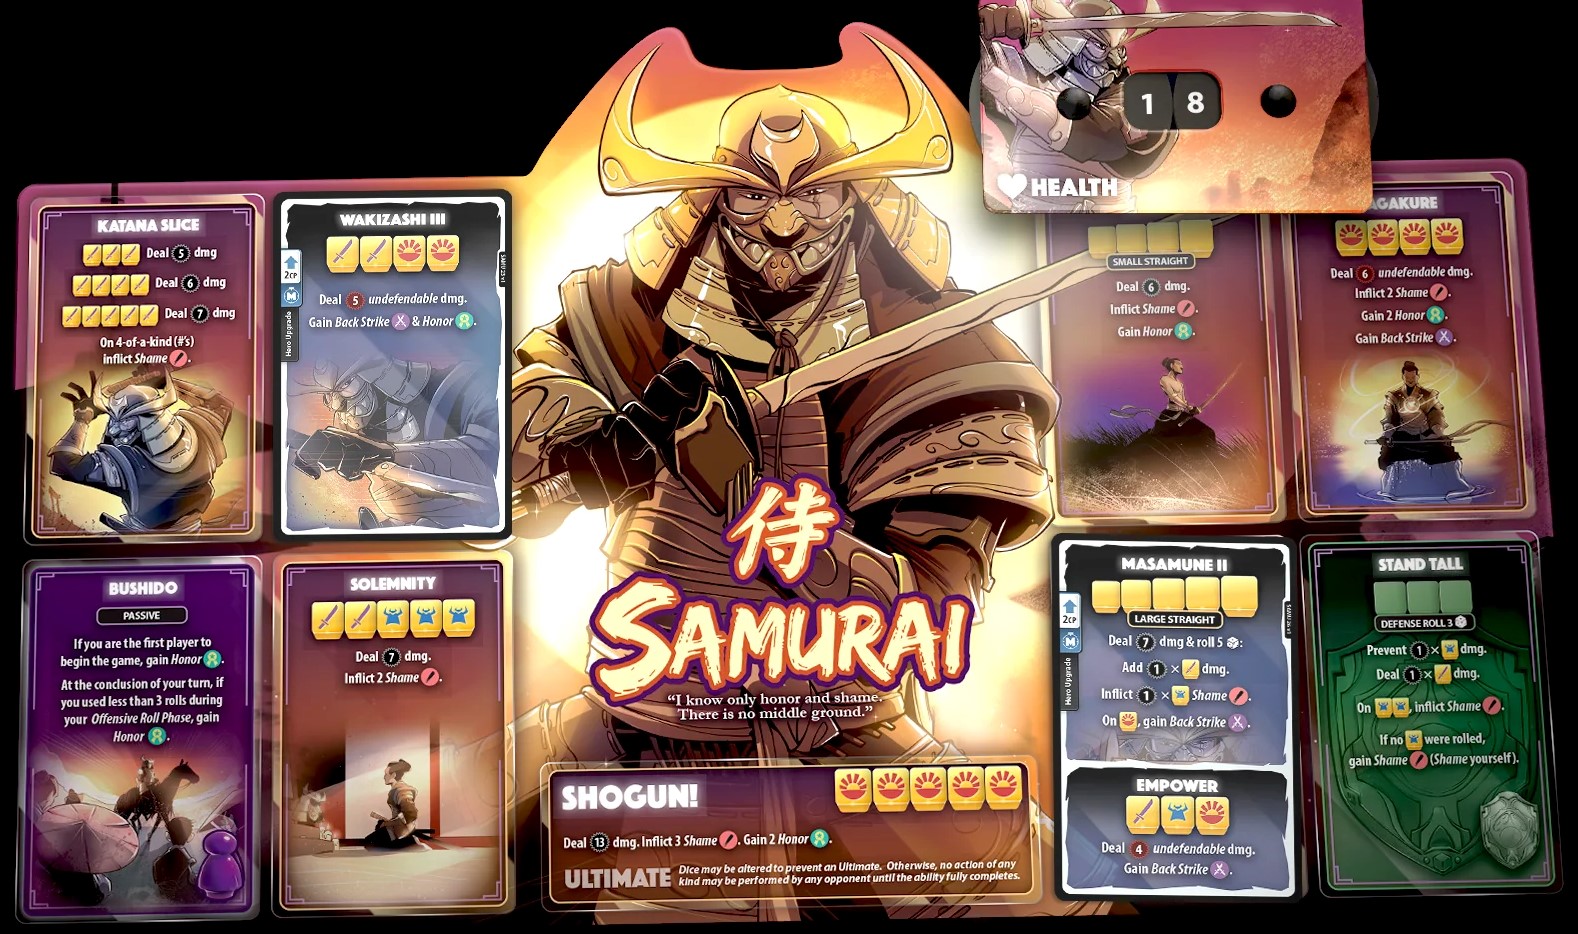 1 8
HEALTH
KATANA SLICE
Deal 5 dmg
Deal 6 dmg
Deal 7 dmg
On 4-of-a-kind (#'s)
inflict Shame.
WAKIZASHI III
2CP
Hero Upgrade
Deal 5 undefendable dmg.
Gain Back Strike & Honor.
SMALL STRAIGHT
Deal 6 dmg.
Inflict Shame.
Gain Honor.
AGAKURE
Deal 6 undefendable dmg.
Inflict 2 Shame.
Gain 2 Honor.
Gain Back Strike.
BUSHIDO
PASSIVE
If you are the first player to
begin the game, gain Honor.
At the conclusion of your turn, if
you used less than 3 rolls during
your Offensive Roll Phase, gain
Honor.
SOLEMNITY
Deal 7 dmg.
Inflict 2 Shame.
侍
SAMURAI
“I know only honor and shame.
There is no middle ground.”
SHOGUN!
Deal 13 dmg. Inflict 3 Shame. Gain 2 Honor.
ULTIMATE
Dice may be altered to prevent an Ultimate. Otherwise, no action of any
kind may be performed by any opponent until the ability fully completes.
MASAMUNE II
2CP
Hero Upgrade
LARGE STRAIGHT
Deal 7 dmg & roll 5:
Add 1 × dmg.
Inflict 1 × Shame.
On, gain Back Strike.
EMPOWER
Deal 4 undefendable dmg.
Gain Back Strike.
STAND TALL
DEFENSE ROLL 3
Prevent 1 × dmg.
Deal 1 × dmg.
On, inflict Shame.
If no were rolled,
gain Shame (Shame yourself).